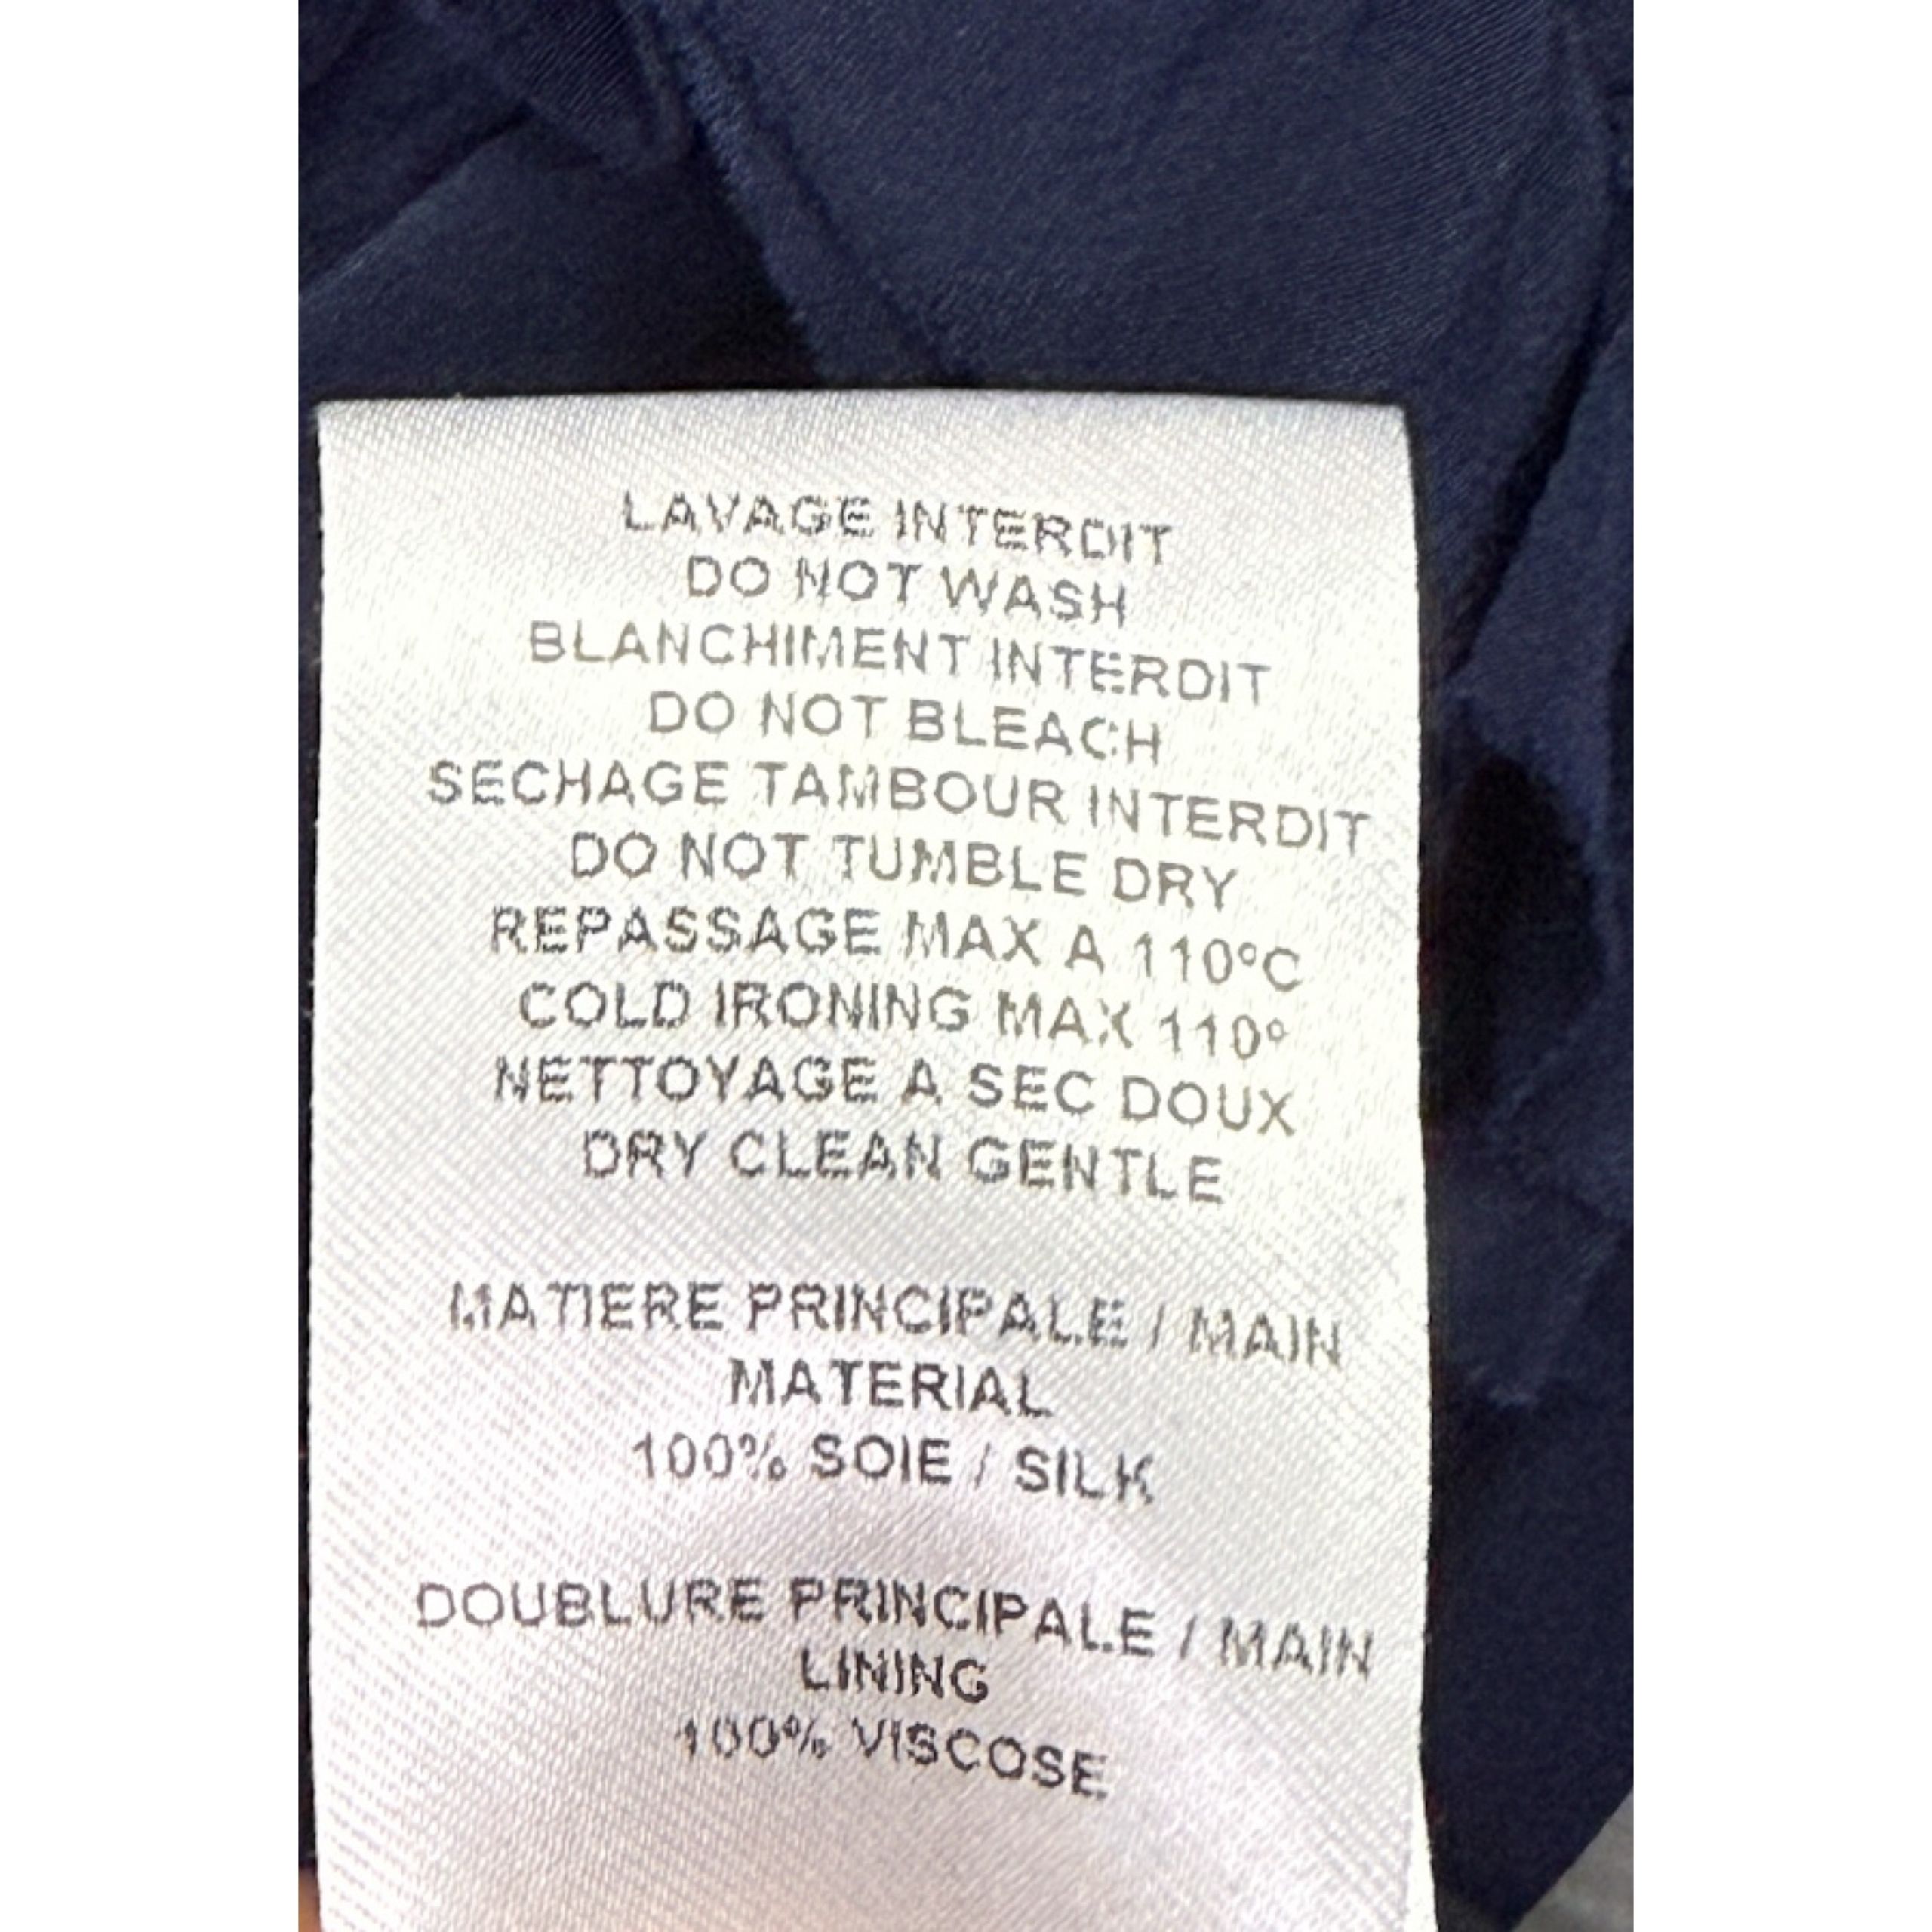 LAVAGE INTERDIT
DO NOT WASH
BLANCHIMENT INTERDIT
DO NOT BLEACH
SECHAGE TAMBOUR INTERDIT
DO NOT TUMBLE DRY
REPASSAGE MAX A 110°C
COLD IRONING MAX 110°
NETTOYAGE A SEC DOUX
DRY CLEAN GENTLE
MATIERE PRINCIPALE / MAIN
MATERIAL
100% SOIE / SILK
DOUBLURE PRINCIPALE / MAIN
LINING
100% VISCOSE